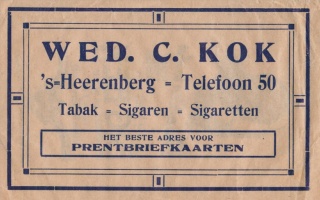 WED. C. KOK
's=Heerenberg = Telefoon 50
Tabak = Sigaren = Sigaretten
HET BESTE ADRES VOOR
PRENTBRIEFKAARTEN